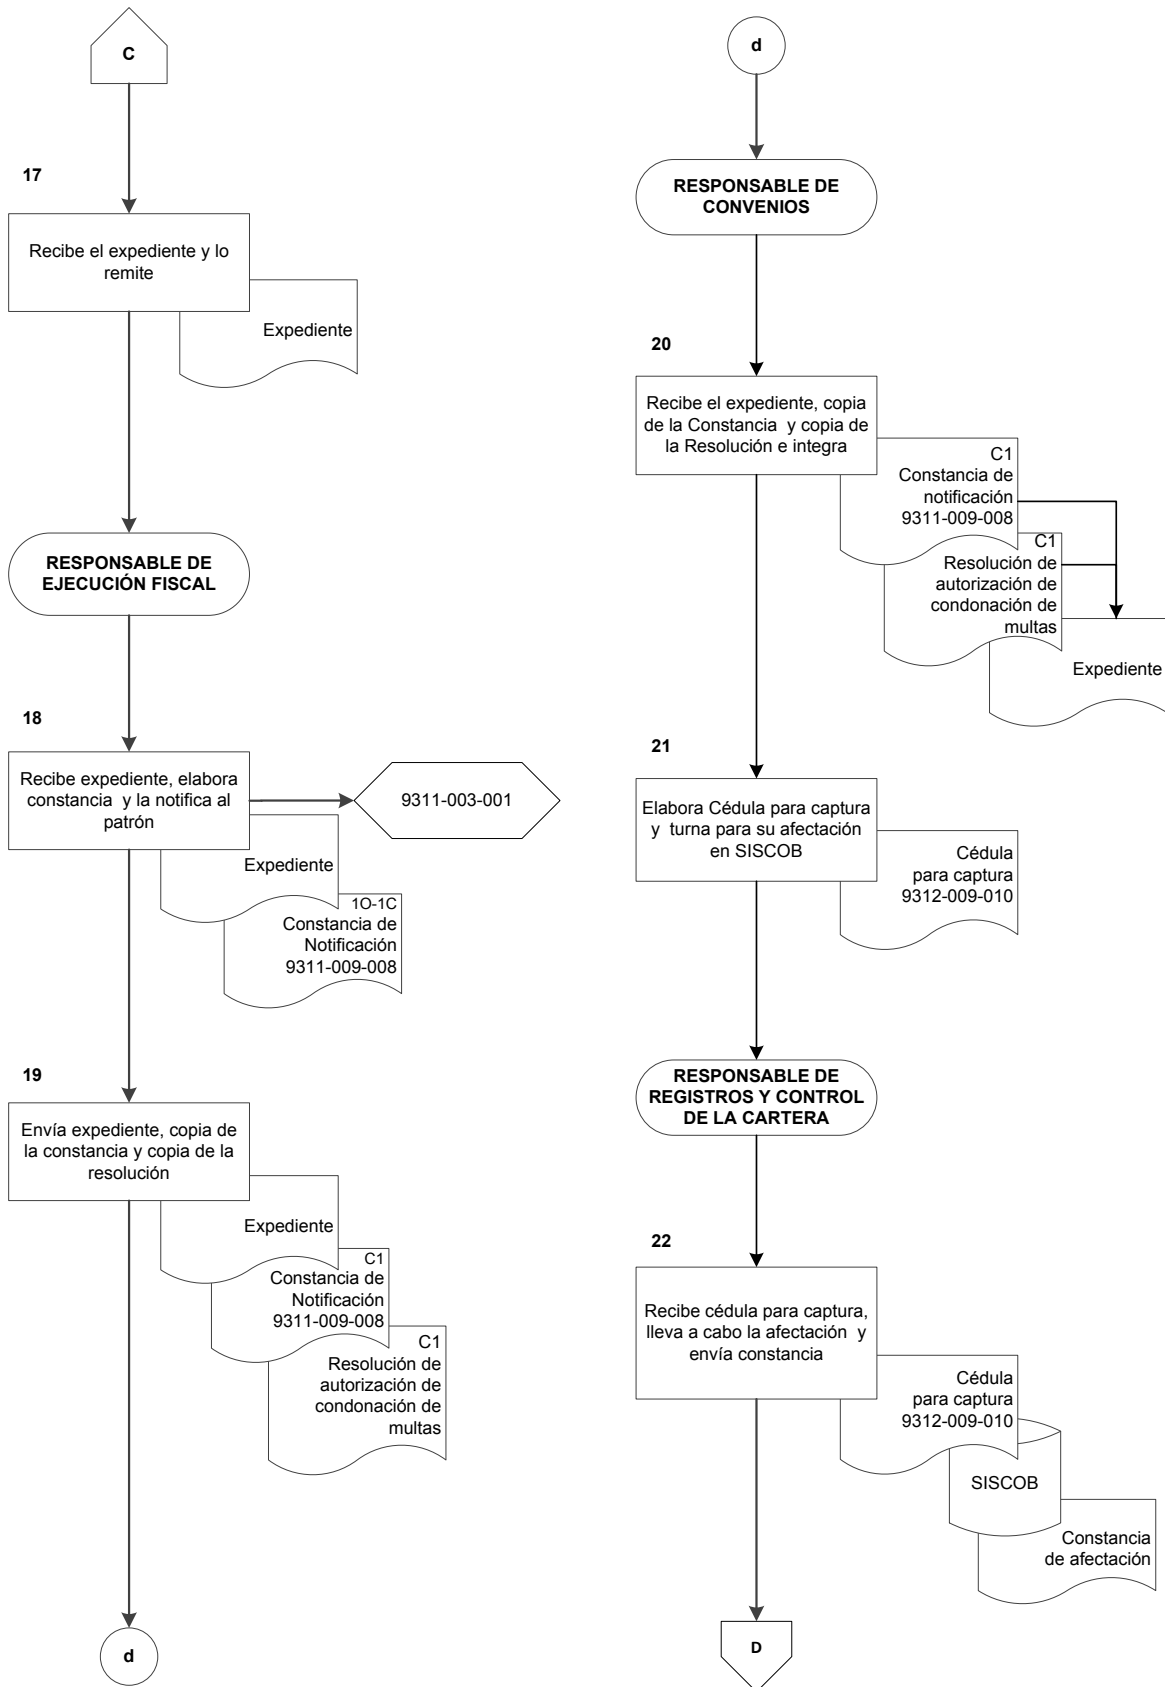 C
17
Recibe el expediente y lo
remite
Expediente
RESPONSABLE DE
EJECUCIÓN FISCAL
18
Recibe expediente, elabora
constancia y la notifica al
patrón
9311-003-001
Expediente
1O-1C
Constancia de
Notificación
9311-009-008
19
Envía expediente, copia de
la constancia y copia de la
resolución
Expediente
C1
Constancia de
Notificación
9311-009-008
C1
Resolución de
autorización de
condonación de
multas
d
d
RESPONSABLE DE
CONVENIOS
20
Recibe el expediente, copia
de la Constancia y copia de
la Resolución e integra
C1
Constancia de
notificación
9311-009-008
C1
Resolución de
autorización de
condonación de
multas
Expediente
21
Elabora Cédula para captura
y turna para su afectación
en SISCOB
Cédula
para captura
9312-009-010
RESPONSABLE DE
REGISTROS Y CONTROL
DE LA CARTERA
22
Recibe cédula para captura,
lleva a cabo la afectación y
envía constancia
Cédula
para captura
9312-009-010
SISCOB
Constancia
de afectación
D